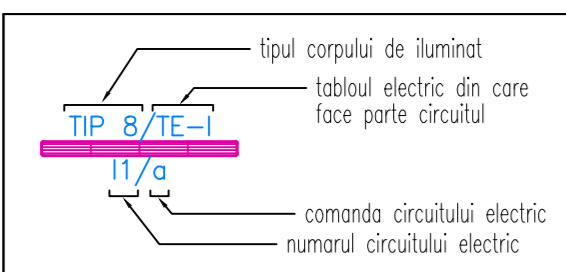 tipul corpului de iluminat
tabloul electric din care
face parte circuitul
TIP 8/TE-I
I1/a
comanda circuitului electric
numarul circuitului electric